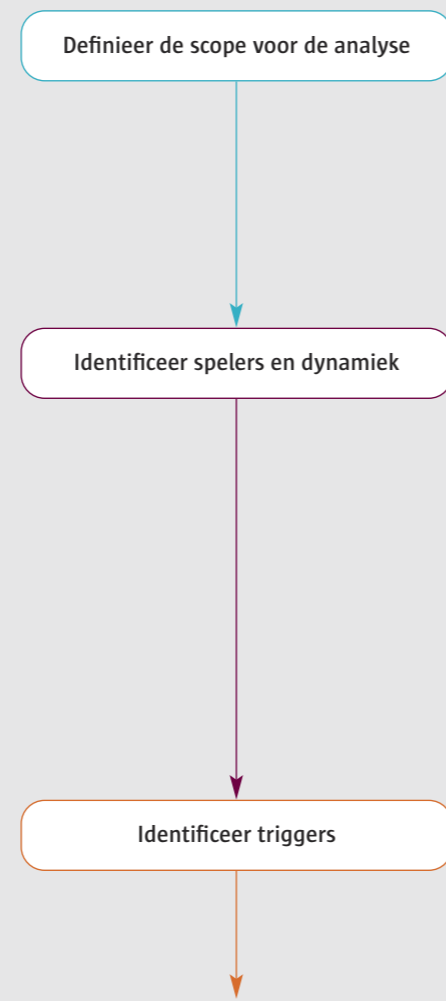 Definieer de scope voor de analyse
Identificeer spelers en dynamiek
Identificeer triggers